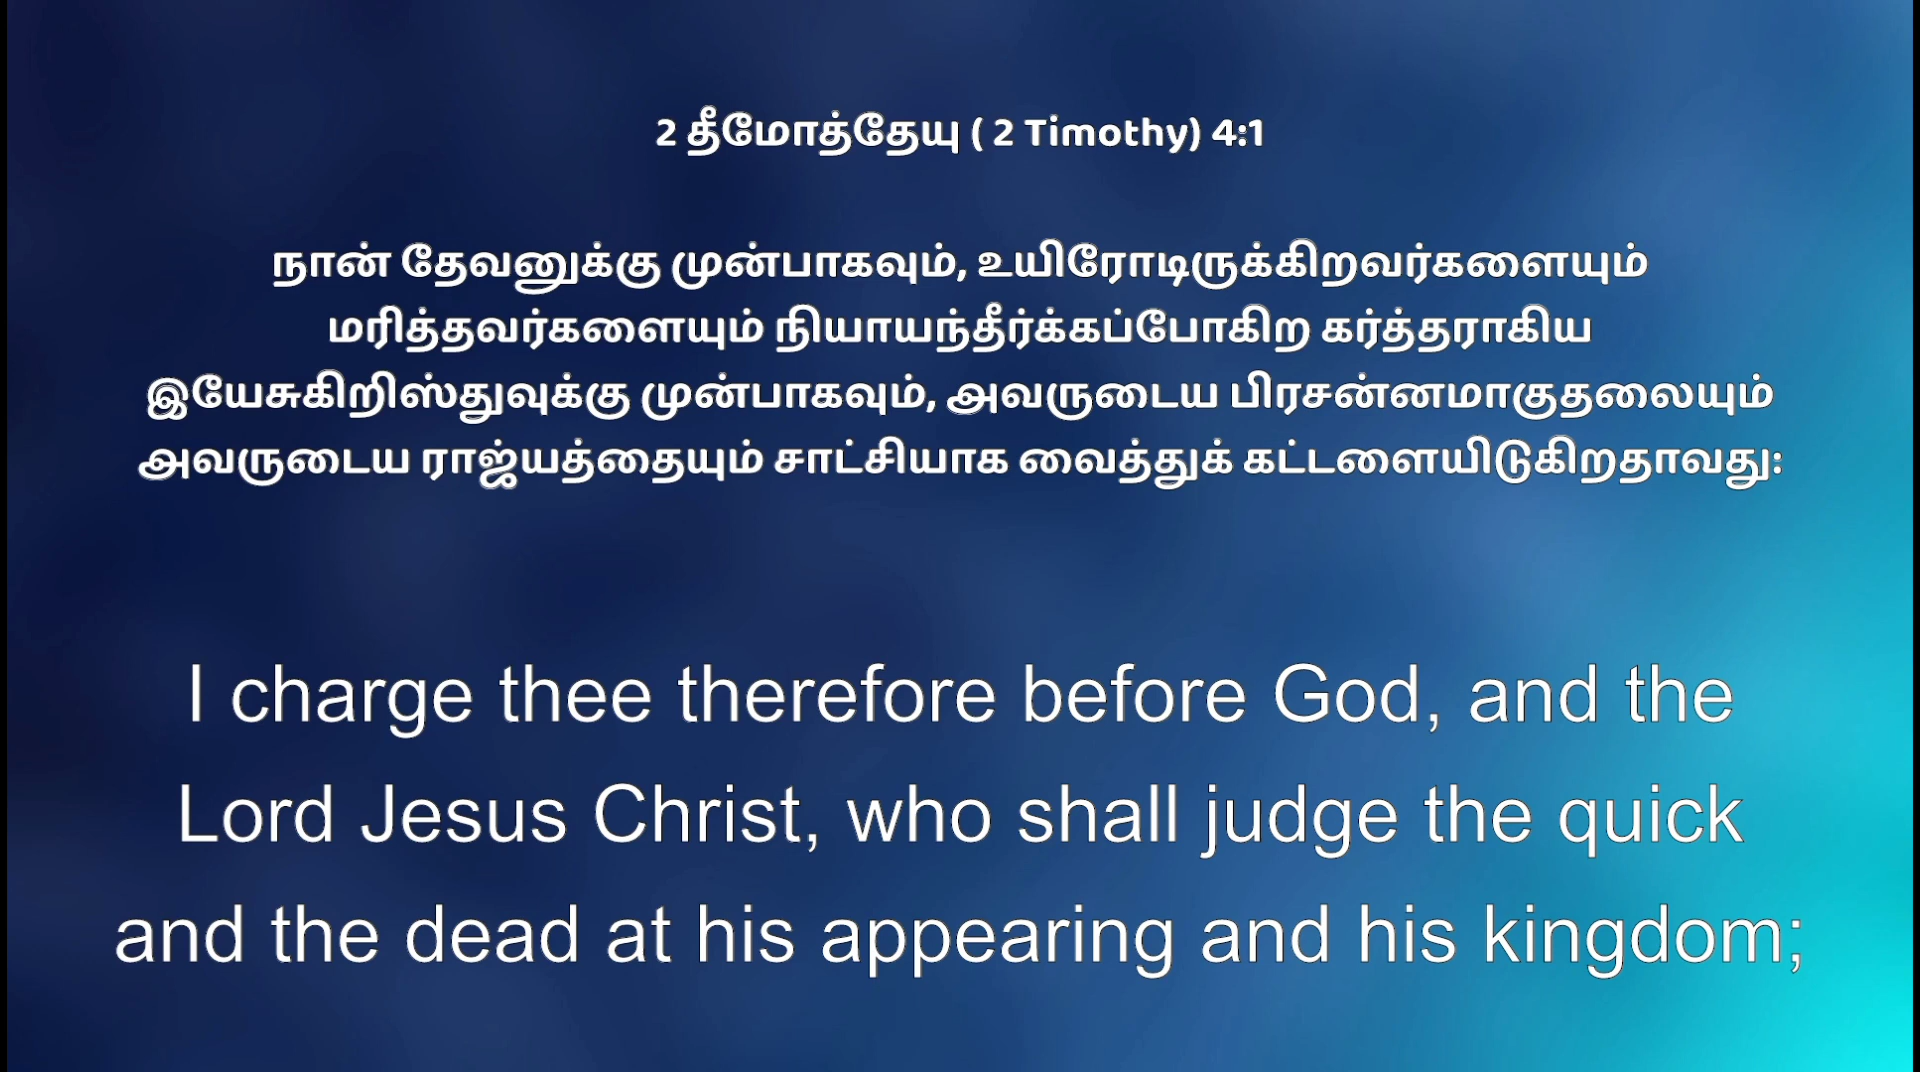 2 தீமோத்தேயு ( 2 Timothy) 4:1
நான் தேவனுக்கு முன்பாகவும், உயிரோடிருக்கிறவர்களையும்
மரித்தவர்களையும் நியாயந்தீர்க்கப்போகிற கர்த்தராகிய
இயேசுகிறிஸ்துவுக்கு முன்பாகவும், அவருடைய பிரசன்னமாகுதலையும்
அவருடைய ராஜ்யத்தையும் சாட்சியாக வைத்துக் கட்டளையிடுகிறதாவது:
I charge thee therefore before God, and the
Lord Jesus Christ, who shall judge the quick
and the dead at his appearing and his kingdom;